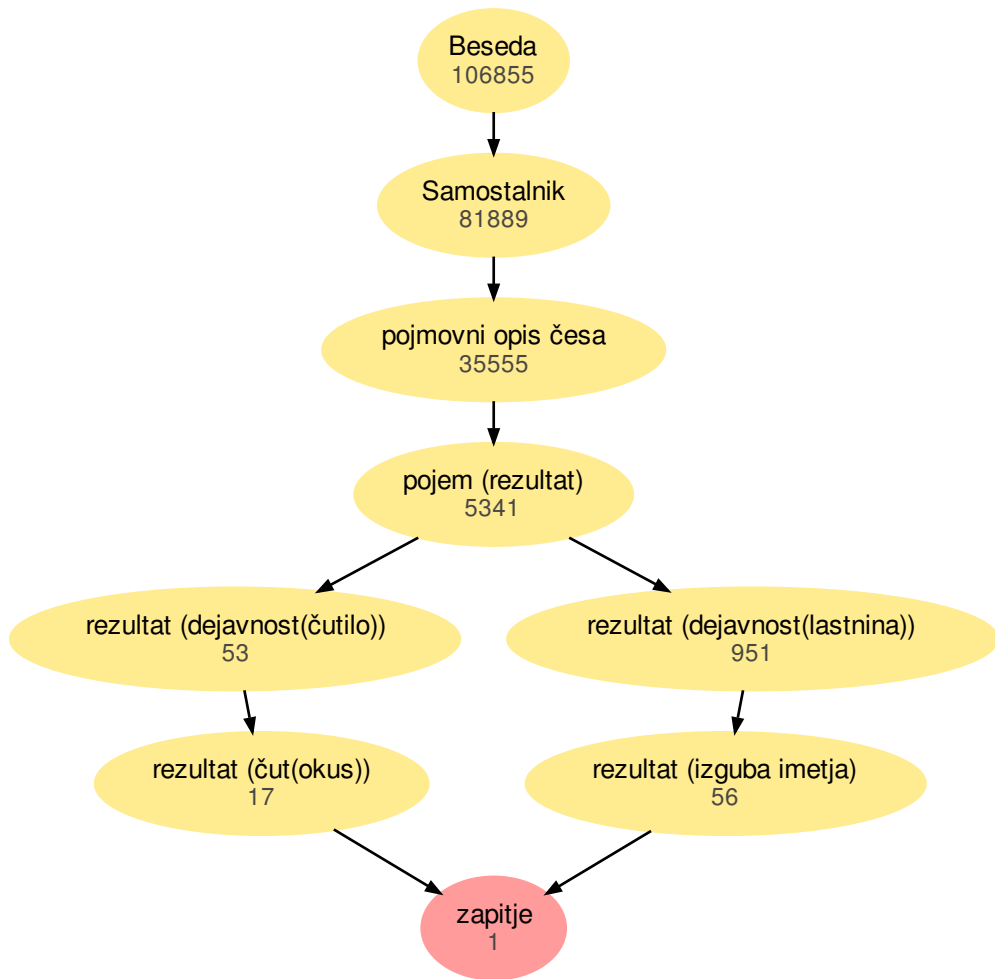 Beseda
106855
Samostalnik
81889
pojmovni opis česa
35555
pojem (rezultat)
5341
rezultat (dejavnost(čutilo))
53
rezultat (dejavnost(lastnina))
951
rezultat (čut(okus))
17
rezultat (izguba imetja)
56
zapitje
1